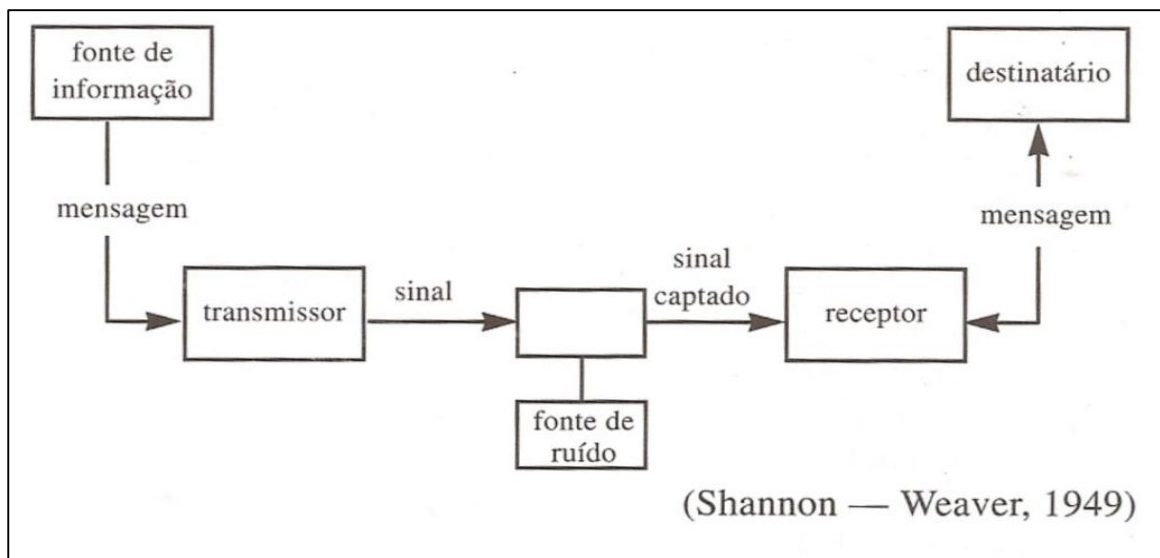 fonte de
informação
destinatário
mensagem
mensagem
transmissor
sinal
sinal
captado
receptor
fonte de
ruído
(Shannon — Weaver, 1949)